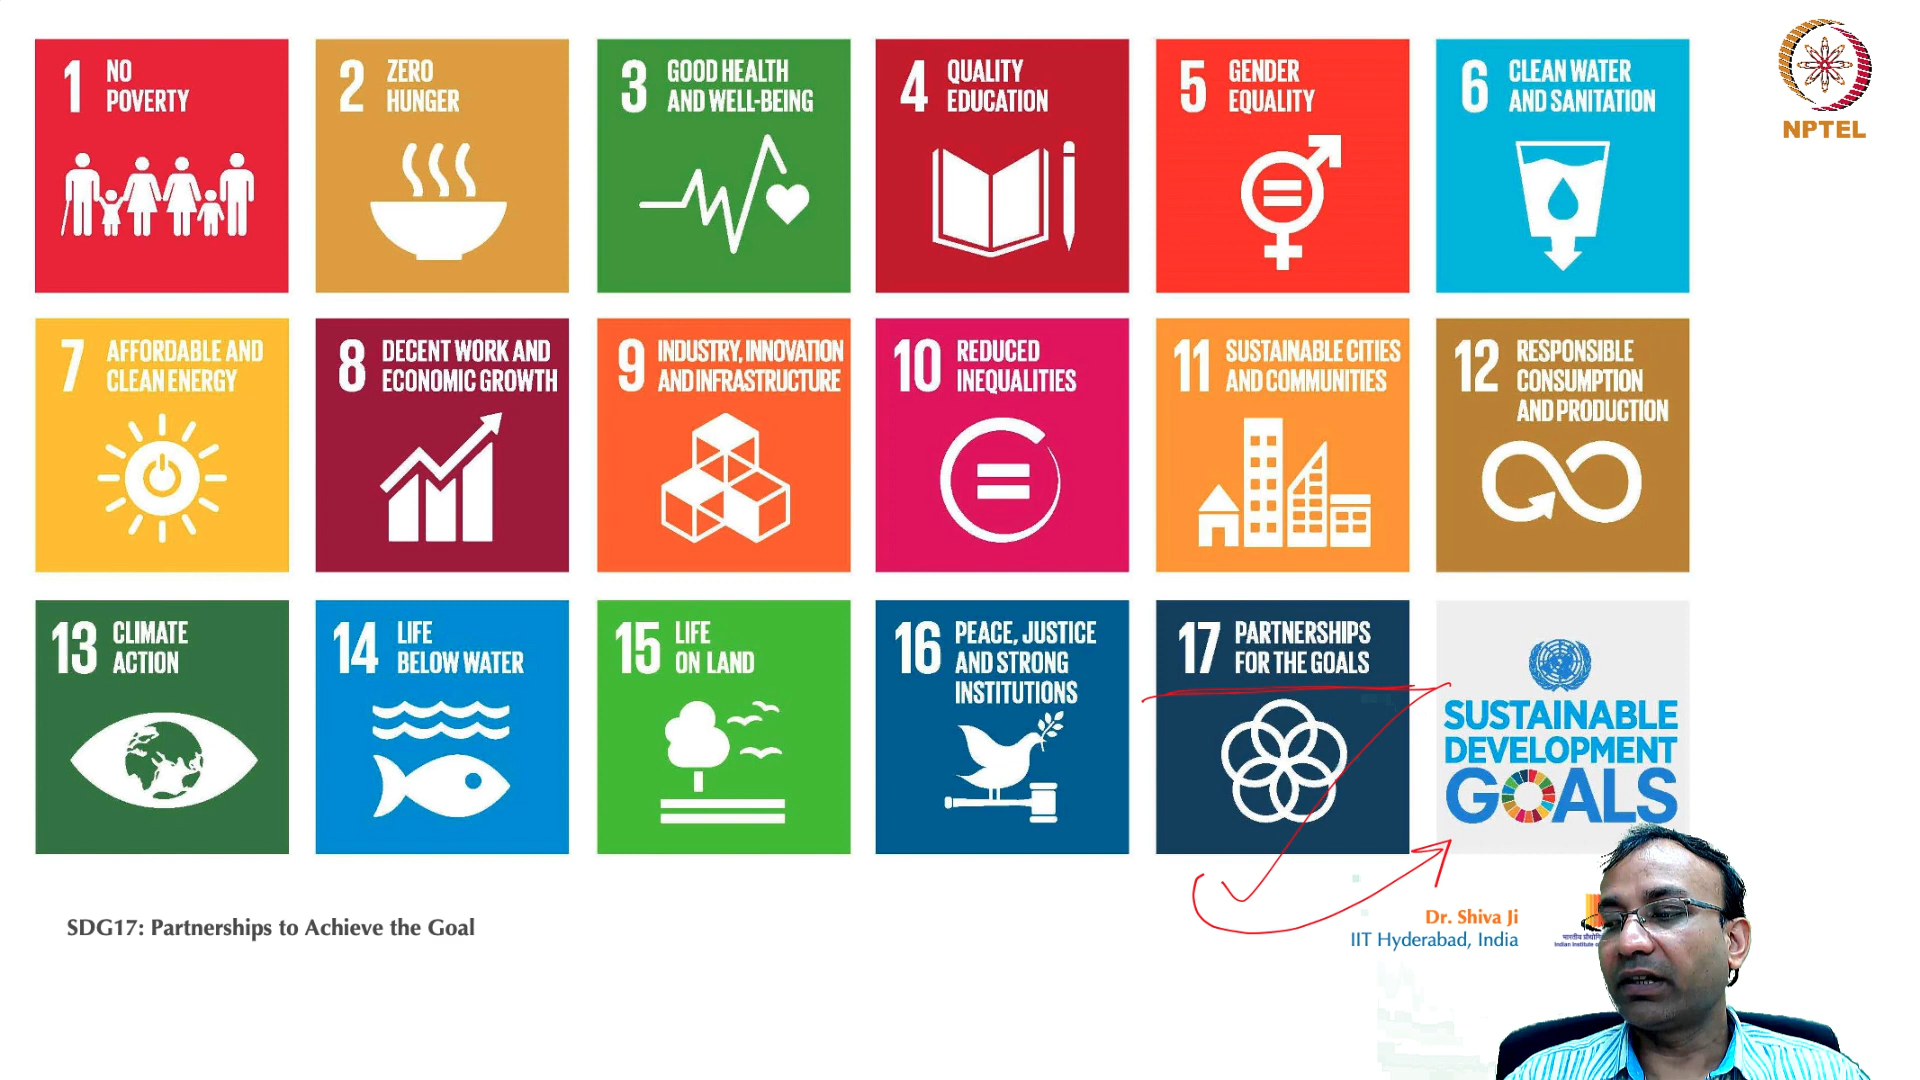 1 NO
POVERTY
2 ZERO
HUNGER
3 GOOD HEALTH
AND WELL-BEING
4 QUALITY
EDUCATION
5 GENDER
EQUALITY
6 CLEAN WATER
AND SANITATION
NPTEL
7 AFFORDABLE AND
CLEAN ENERGY
8 DECENT WORK AND
ECONOMIC GROWTH
9 INDUSTRY, INNOVATION
AND INFRASTRUCTURE
10 REDUCED
INEQUALITIES
11 SUSTAINABLE CITIES
AND COMMUNITIES
12 RESPONSIBLE
CONSUMPTION
AND PRODUCTION
13 CLIMATE
ACTION
14 LIFE
BELOW WATER
15 LIFE
ON LAND
16 PEACE, JUSTICE
AND STRONG
INSTITUTIONS
17 PARTNERSHIPS
FOR THE GOALS
SUSTAINABLE
DEVELOPMENT
GOALS
SDG17: Partnerships to Achieve the Goal
Dr. Shiva Ji
IIT Hyderabad, India
Indian Institute